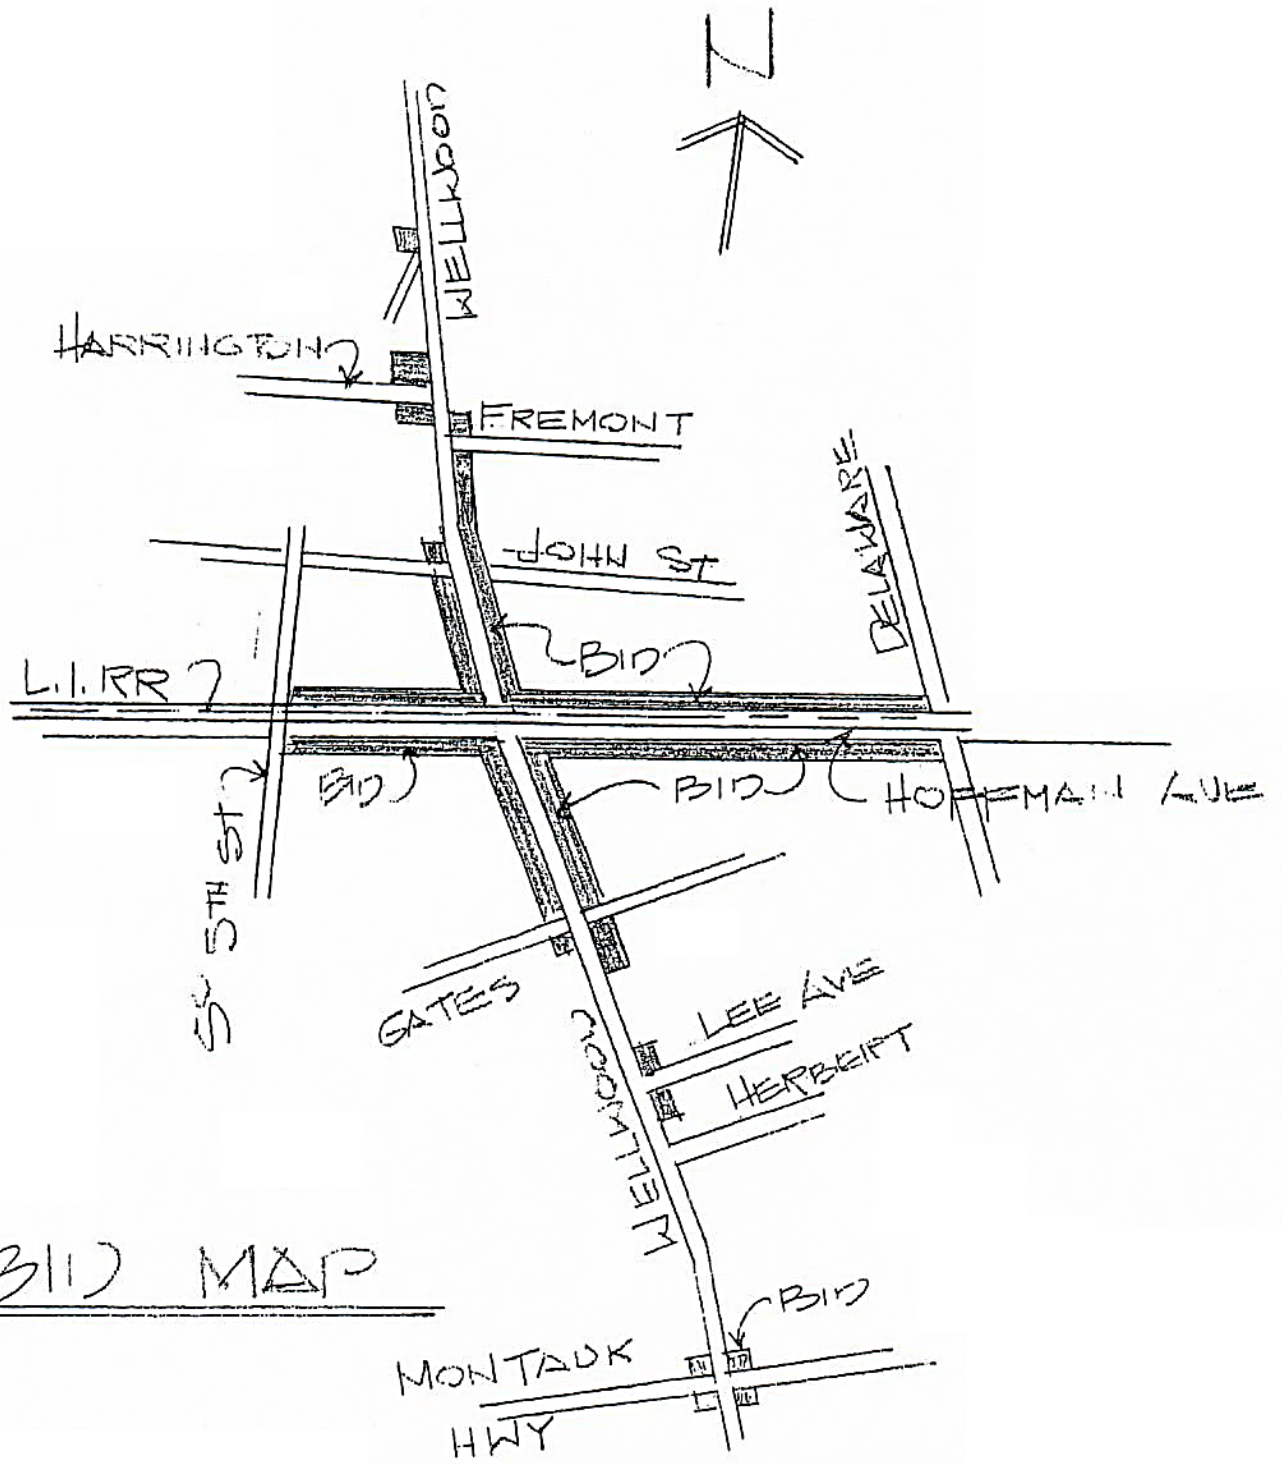 N
WELLWOOD
HARRINGTON
FREMONT
DELAWARE
JOHN ST
BID
L.I.RR
BID
BID
HOFFEMAN AVE
5TH ST
GATES
LEE AVE
HERBERT
WELLWOOD
BID MAP
BID
MONTAUK
HWY